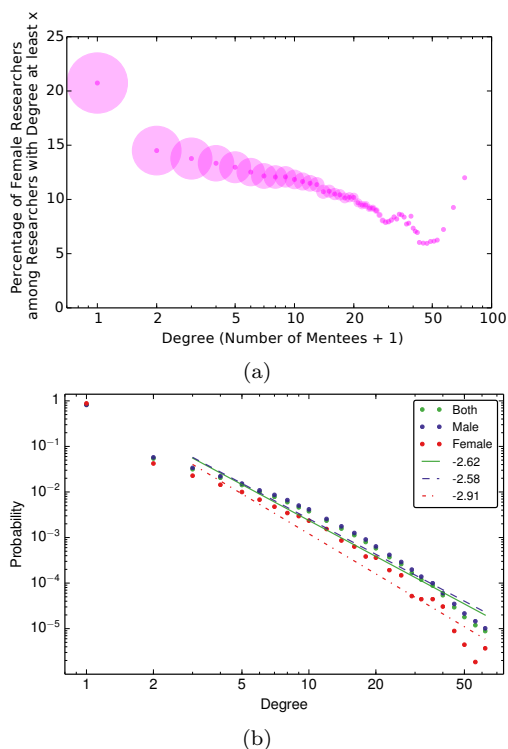 Percentage of Female Researchers
among Researchers with Degree at least x
25
20
15
10
5
0
1
2
5
10
20
50
100
Degree (Number of Mentees + 1)
(a)
Probability
1
10⁻¹
10⁻²
10⁻³
10⁻⁴
10⁻⁵
Both
Male
Female
-2.62
-2.58
-2.91
1
2
5
10
20
50
Degree
(b)